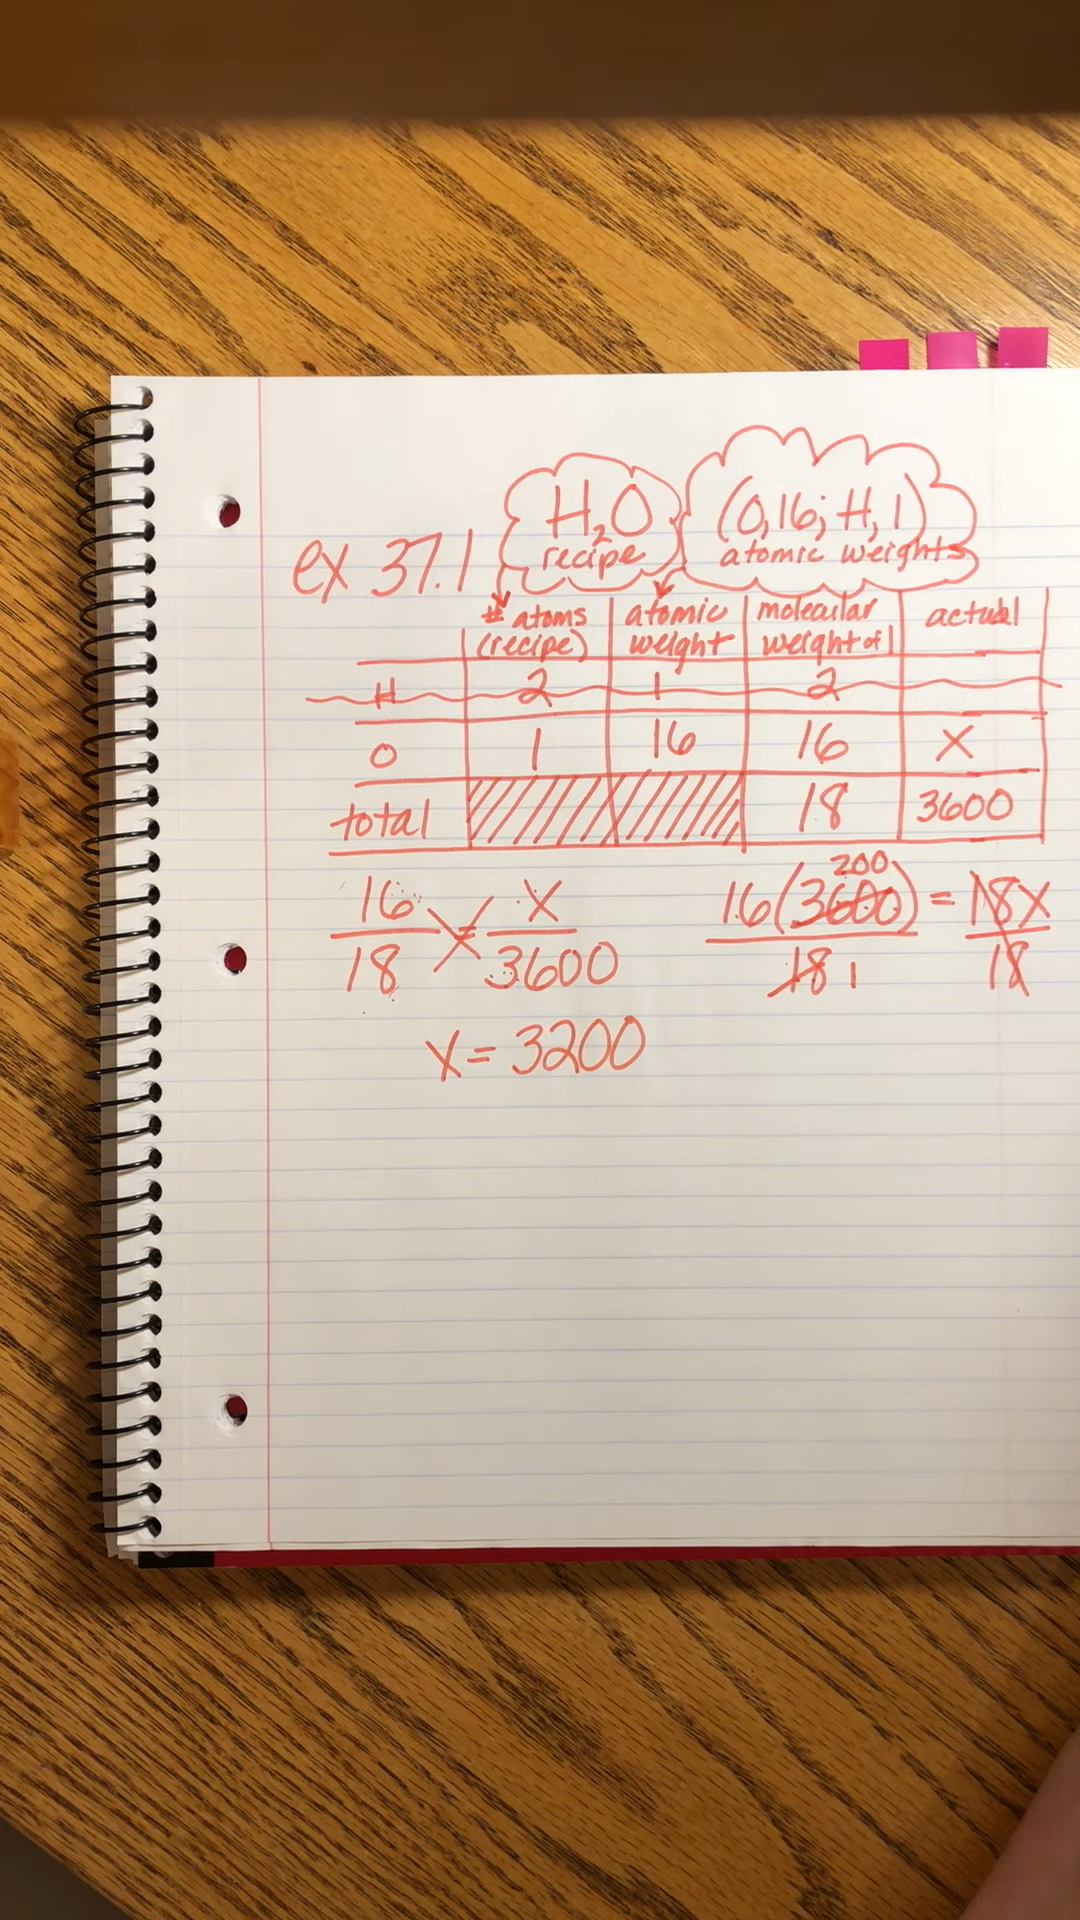 ex 37.1 H₂O (O,16; H,1)
recipe atomic weights
# atoms (recipe) atomic weight molecular weight of 1 actual
H 2 1 2
O 1 16 16 X
total 18 3600
16/18 = X/3600 16(3600)/18 = 18X/18
200
1
X = 3200